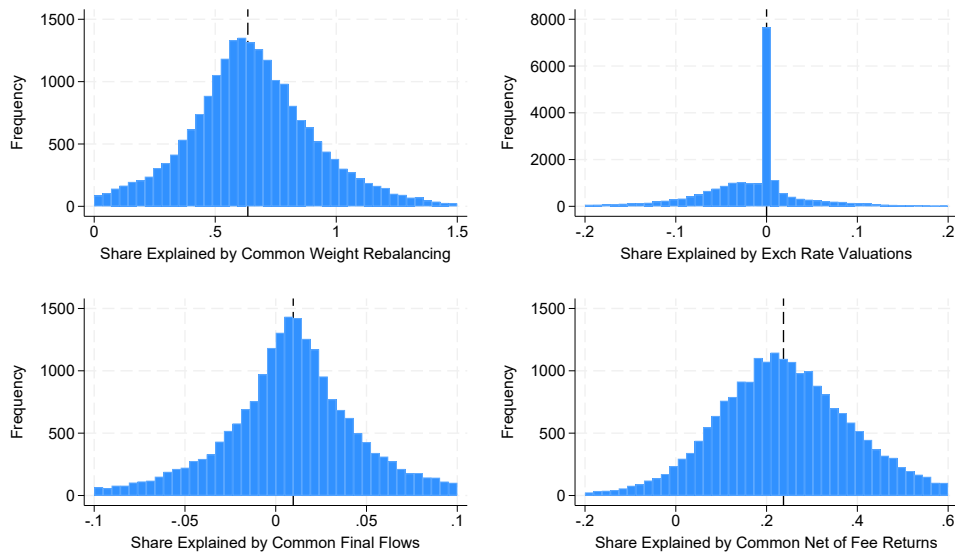 1500
1000
500
0
Frequency
0 .5 1 1.5
Share Explained by Common Weight Rebalancing
8000
6000
4000
2000
0
Frequency
-.2 -.1 0 .1 .2
Share Explained by Exch Rate Valuations
1500
1000
500
0
Frequency
-.1 -.05 0 .05 .1
Share Explained by Common Final Flows
1500
1000
500
0
Frequency
-.2 0 .2 .4 .6
Share Explained by Common Net of Fee Returns